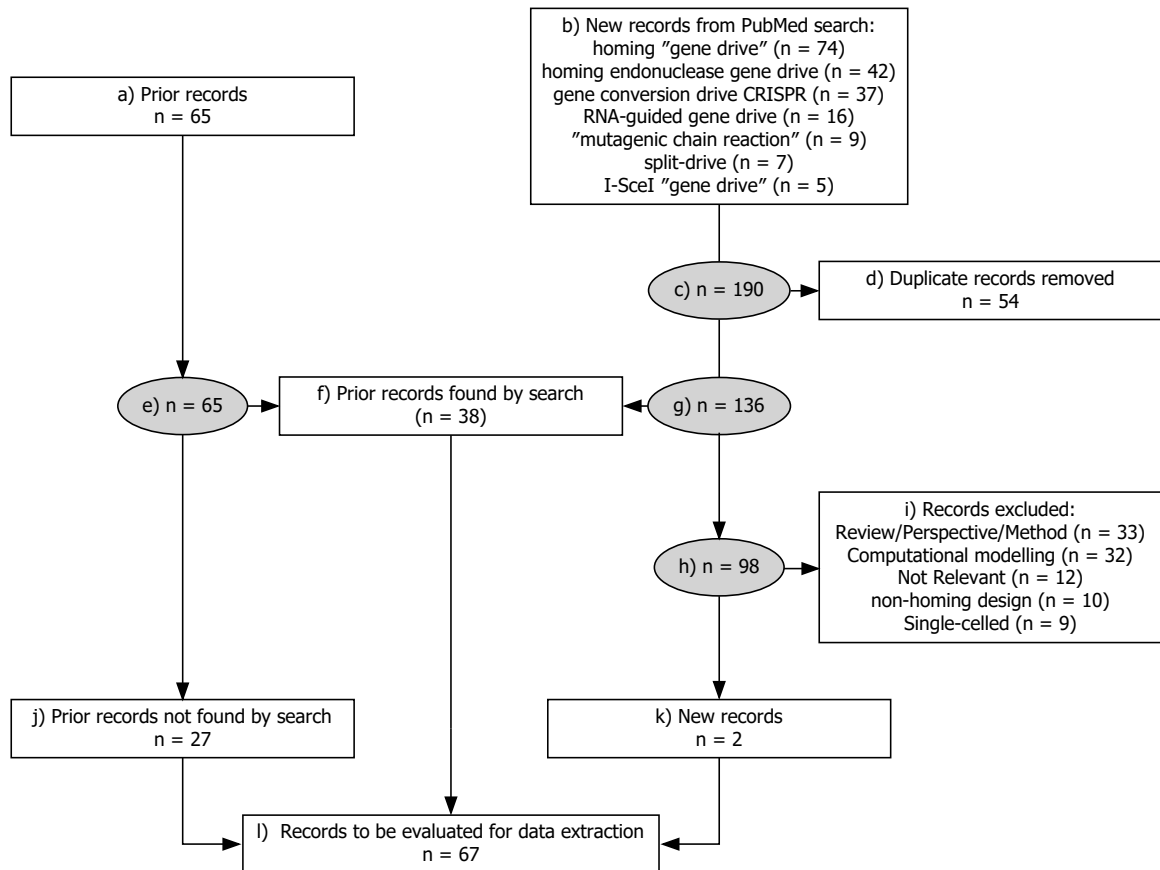 a) Prior records
n = 65
b) New records from PubMed search:
homing ″gene drive″ (n = 74)
homing endonuclease gene drive (n = 42)
gene conversion drive CRISPR (n = 37)
RNA-guided gene drive (n = 16)
″mutagenic chain reaction″ (n = 9)
split-drive (n = 7)
I-SceI ″gene drive″ (n = 5)
c) n = 190
d) Duplicate records removed
n = 54
e) n = 65
f) Prior records found by search
(n = 38)
g) n = 136
h) n = 98
i) Records excluded:
Review/Perspective/Method (n = 33)
Computational modelling (n = 32)
Not Relevant (n = 12)
non-homing design (n = 10)
Single-celled (n = 9)
j) Prior records not found by search
n = 27
k) New records
n = 2
l) Records to be evaluated for data extraction
n = 67